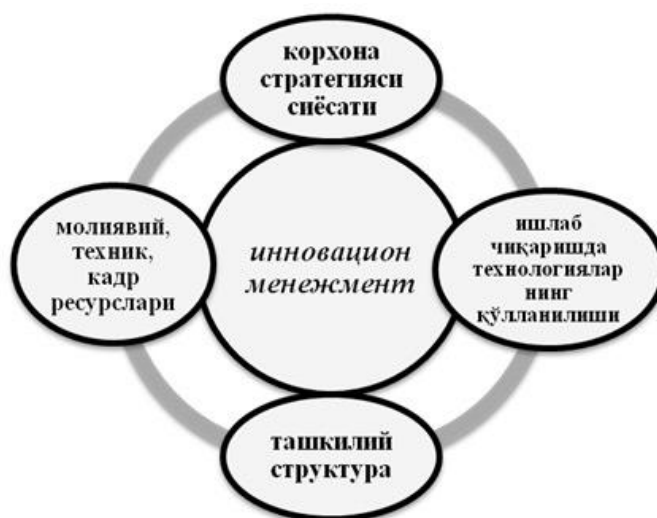 корхона
стратегияси
сиёсати
молиявий,
техник,
кадр
ресурслари
инновацион
менежмент
ишлаб
чиқаришда
технологиялар
нинг
қўлланилиши
ташкилий
структура